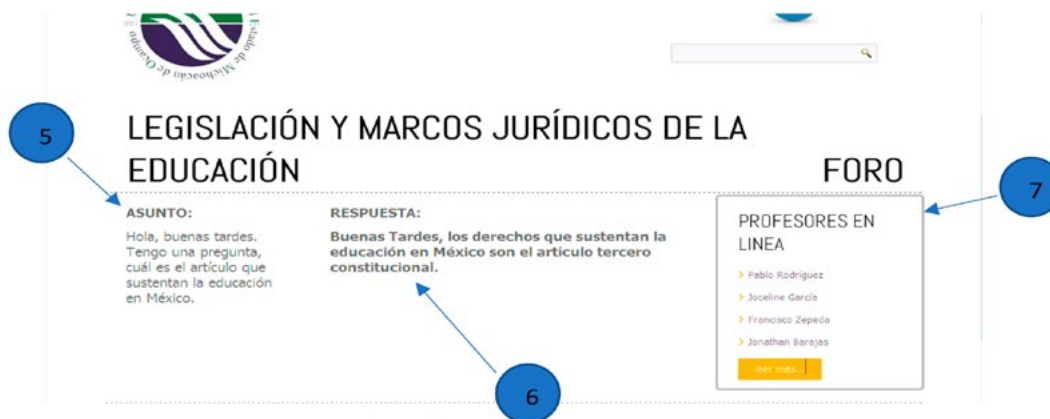 Estado de Michoacán de Ocampo
5
LEGISLACIÓN Y MARCOS JURÍDICOS DE LA
EDUCACIÓN
FORO
7
ASUNTO:
Hola, buenas tardes.
Tengo una pregunta,
cuál es el artículo que
sustentan la educación
en México.
RESPUESTA:
Buenas Tardes, los derechos que sustentan la
educación en México son el artículo tercero
constitucional.
6
PROFESORES EN
LINEA
Pablo Rodríguez
Joceline García
Francisco Zepeda
Jonathan Barajas
leer más...